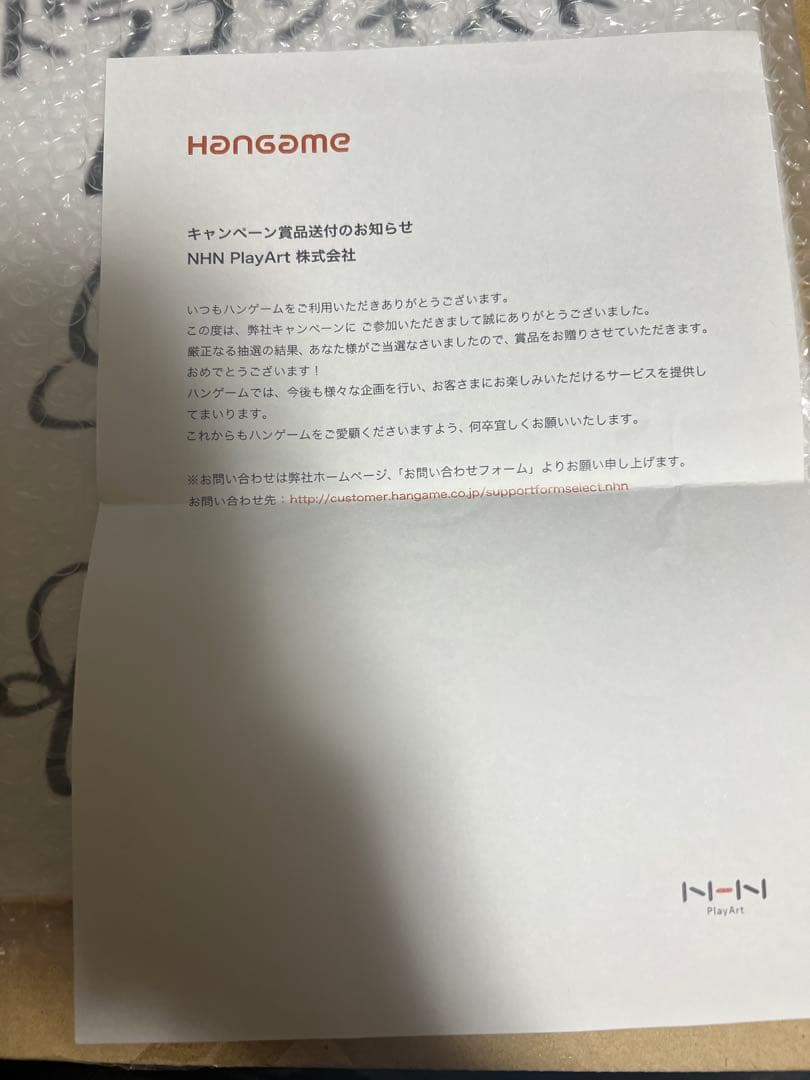 ドラゴンネスト
HANGAME
キャンペーン賞品送付のお知らせ
NHN PlayArt 株式会社
いつもハンゲームをご利用いただきありがとうございます。
この度は、弊社キャンペーンに ご参加いただきまして誠にありがとうございました。
厳正なる抽選の結果、あなた様がご当選なさいましたので、賞品をお贈りさせていただきます。
おめでとうございます！
ハンゲームでは、今後も様々な企画を行い、お客さまにお楽しみいただけるサービスを提供し
てまいります。
これからもハンゲームをご愛顧くださいますよう、何卒宜しくお願いいたします。
※お問い合わせは弊社ホームページ、「お問い合わせフォーム」よりお願い申し上げます。
お問い合わせ先：http://customer.hangame.co.jp/supportformselect.nhn
NHN
PlayArt